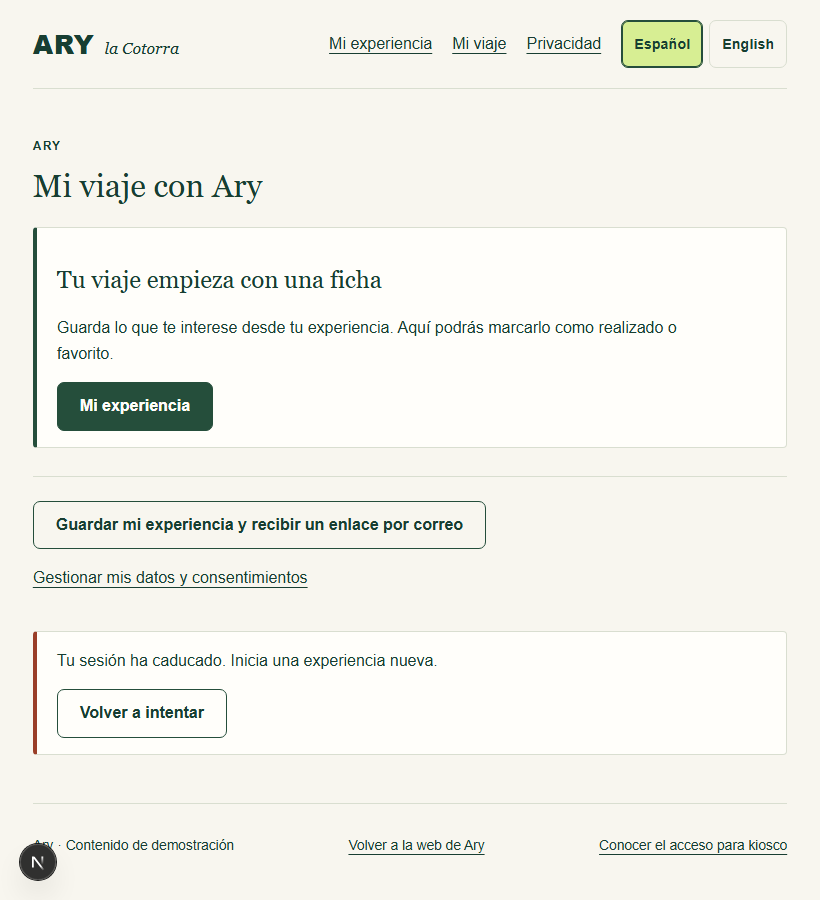 ARY la Cotorra
Mi experiencia
Mi viaje
Privacidad
Español
English
ARY
Mi viaje con Ary
Tu viaje empieza con una ficha
Guarda lo que te interese desde tu experiencia. Aquí podrás marcarlo como realizado o
favorito.
Mi experiencia
Guardar mi experiencia y recibir un enlace por correo
Gestionar mis datos y consentimientos
Tu sesión ha caducado. Inicia una experiencia nueva.
Volver a intentar
Ary · Contenido de demostración
Volver a la web de Ary
Conocer el acceso para kiosco
N